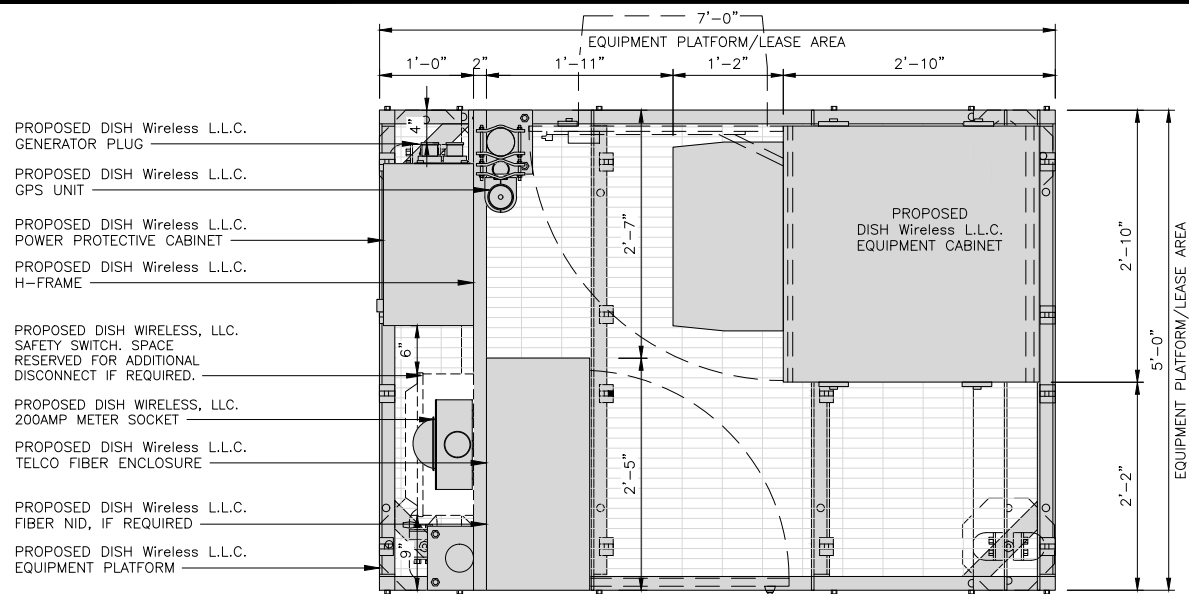 7'-0"
EQUIPMENT PLATFORM/LEASE AREA
1'-0"
2"
1'-11"
1'-2"
2'-10"
PROPOSED DISH Wireless L.L.C.
GENERATOR PLUG
PROPOSED DISH Wireless L.L.C.
GPS UNIT
PROPOSED DISH Wireless L.L.C.
POWER PROTECTIVE CABINET
PROPOSED DISH Wireless L.L.C.
H-FRAME
PROPOSED DISH WIRELESS, LLC.
SAFETY SWITCH. SPACE
RESERVED FOR ADDITIONAL
DISCONNECT IF REQUIRED.
PROPOSED DISH WIRELESS, LLC.
200AMP METER SOCKET
PROPOSED DISH Wireless L.L.C.
TELCO FIBER ENCLOSURE
PROPOSED DISH Wireless L.L.C.
FIBER NID, IF REQUIRED
PROPOSED DISH Wireless L.L.C.
EQUIPMENT PLATFORM
4"
6"
9"
2'-7"
2'-5"
PROPOSED
DISH Wireless L.L.C.
EQUIPMENT CABINET
2'-10"
2'-2"
5'-0"
EQUIPMENT PLATFORM/LEASE AREA